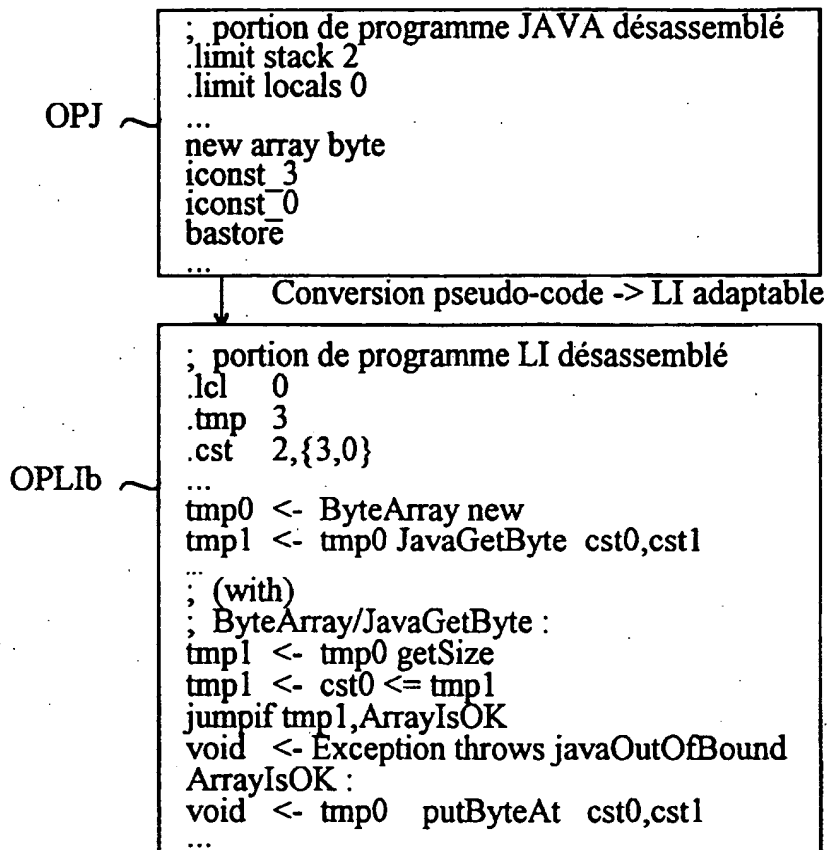 ; portion de programme JAVA désassemblé
.limit stack 2
.limit locals 0
OPJ
...
new array byte
iconst_3
iconst_0
bastore
...
Conversion pseudo-code -> LI adaptable
; portion de programme LI désassemblé
.lcl 0
.tmp 3
.cst 2,{3,0}
OPLIb
...
tmp0 <- ByteArray new
tmp1 <- tmp0 JavaGetByte cst0,cst1
...
; (with)
; ByteArray/JavaGetByte :
tmp1 <- tmp0 getSize
tmp1 <- cst0 <= tmp1
jumpif tmp1,ArrayIsOK
void <- Exception throws javaOutOfBound
ArrayIsOK :
void <- tmp0 putByteAt cst0,cst1
...